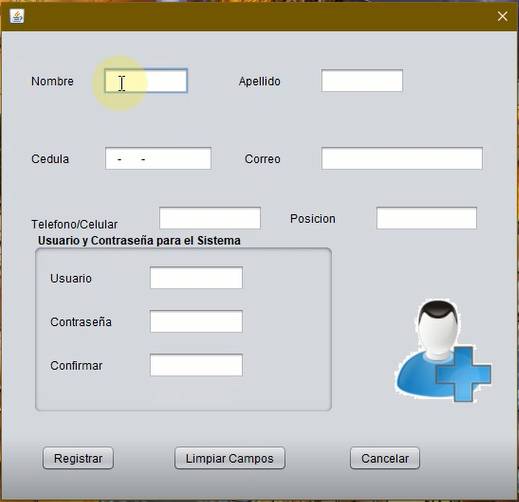 Nombre Apellido
Cedula - - Correo
Telefono/Celular Posicion
Usuario y Contraseña para el Sistema
Usuario
Contraseña
Confirmar
Registrar Limpiar Campos Cancelar